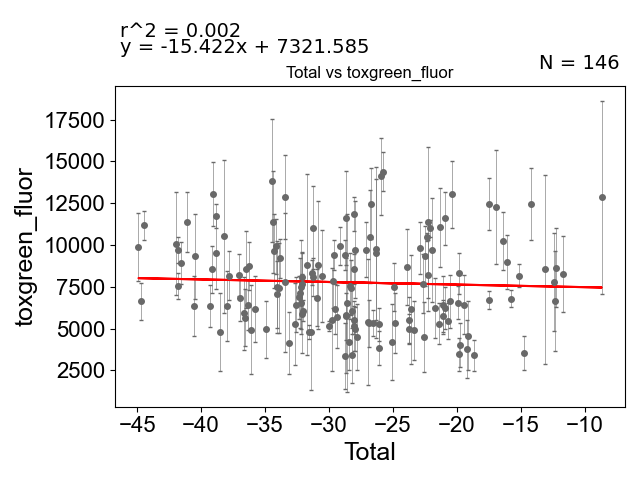 r^2 = 0.002
y = -15.422x + 7321.585
N = 146
Total vs toxgreen_fluor
17500
15000
12500
10000
7500
5000
2500
toxgreen_fluor
−45 −40 −35 −30 −25 −20 −15 −10
Total